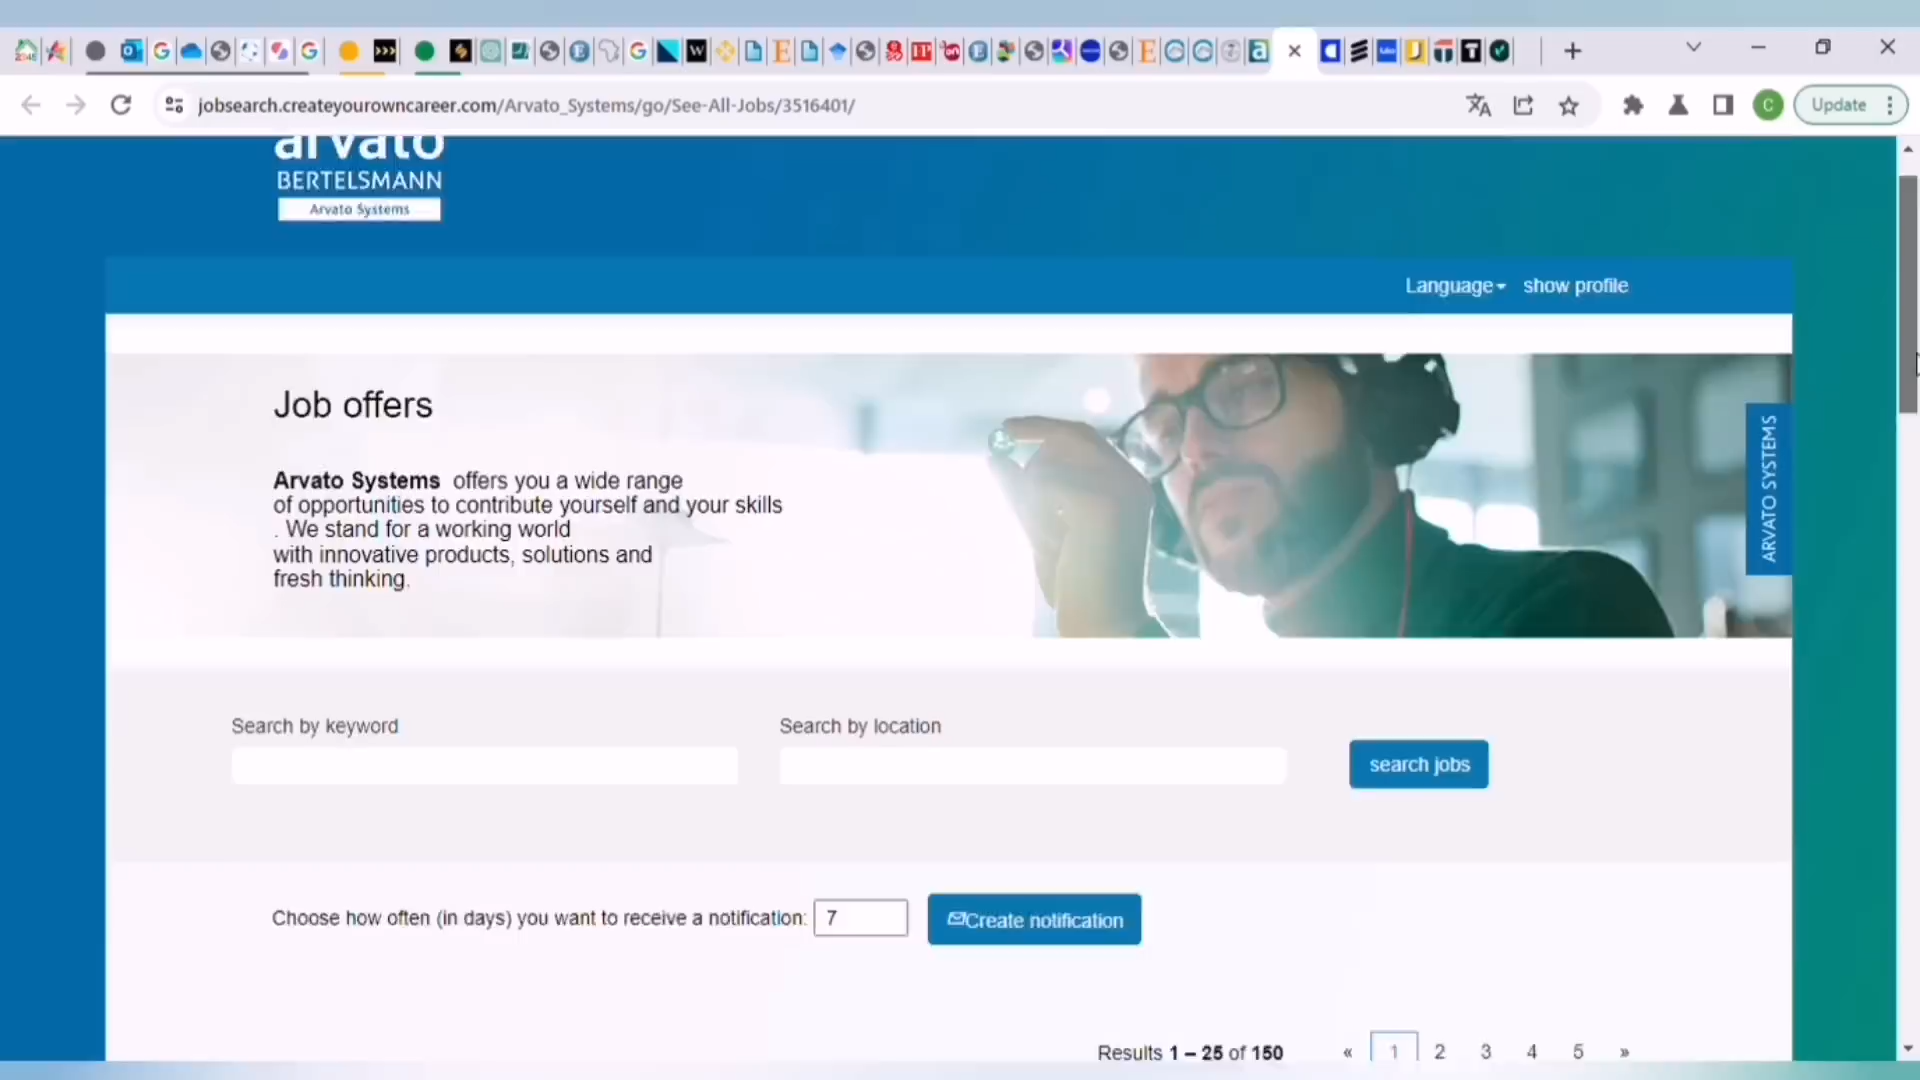 jobsearch.createyourowncareer.com/Arvato_Systems/go/See-All-Jobs/3516401/
C
Update
arvato
BERTELSMANN
Arvato Systems
Language
show profile
Job offers
Arvato Systems offers you a wide range
of opportunities to contribute yourself and your skills
. We stand for a working world
with innovative products, solutions and
fresh thinking.
ARVATO SYSTEMS
Search by keyword
Search by location
search jobs
Choose how often (in days) you want to receive a notification: 7
Create notification
Results 1 – 25 of 150 « 1 2 3 4 5 »